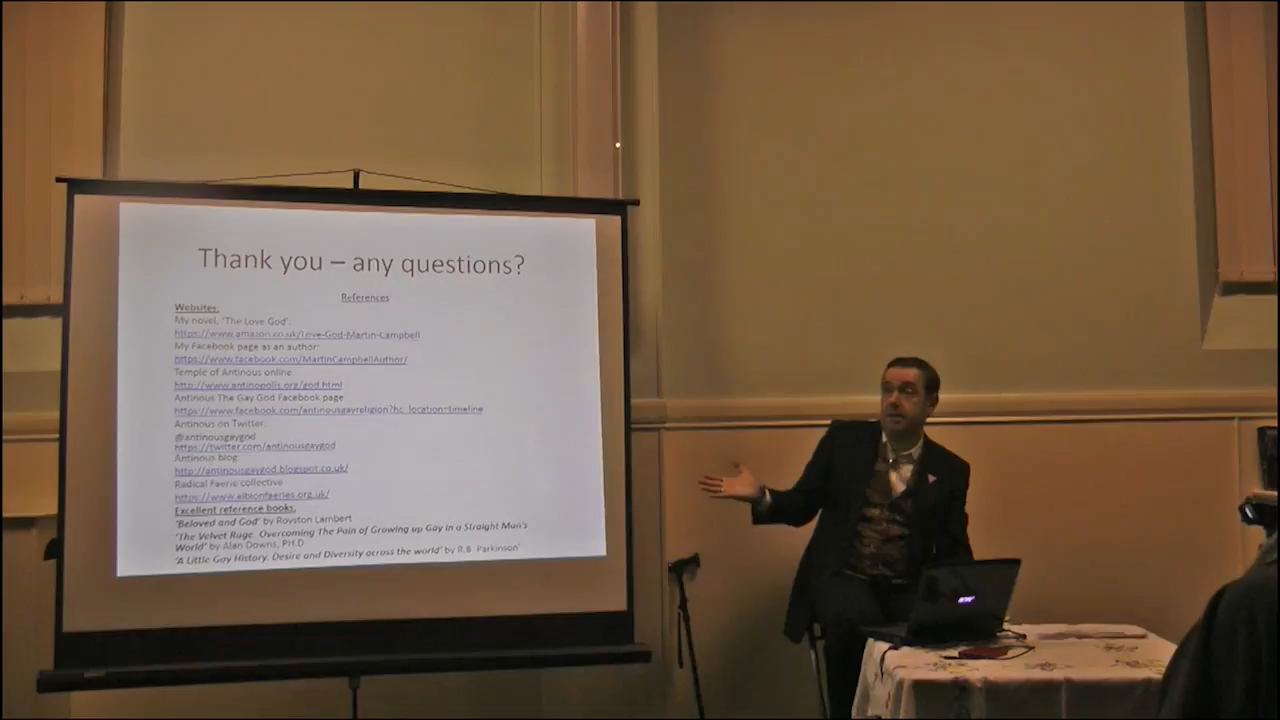 Thank you – any questions?
References
Websites:
My novel, 'The Love God':
https://www.amazon.co.uk/Love-God-Martin-Campbell
My Facebook page as an author:
https://www.facebook.com/MartinCampbellAuthor/
Temple of Antinous online:
http://www.antinopolis.org/god.html
Antinous The Gay God Facebook page
https://www.facebook.com/antinousgayreligion?hc_location=timeline
Antinous on Twitter:
@antinousgaygod
https://twitter.com/antinousgaygod
Antinous blog:
http://antinousgaygod.blogspot.co.uk/
Radical Faerie collective
https://www.albionfaeries.org.uk/
Excellent reference books.
'Beloved and God' by Royston Lambert
'The Velvet Rage. Overcoming The Pain of Growing up Gay in a Straight Man's
World' by Alan Downs, PH.D
'A Little Gay History. Desire and Diversity across the world' by R.B. Parkinson'
acer